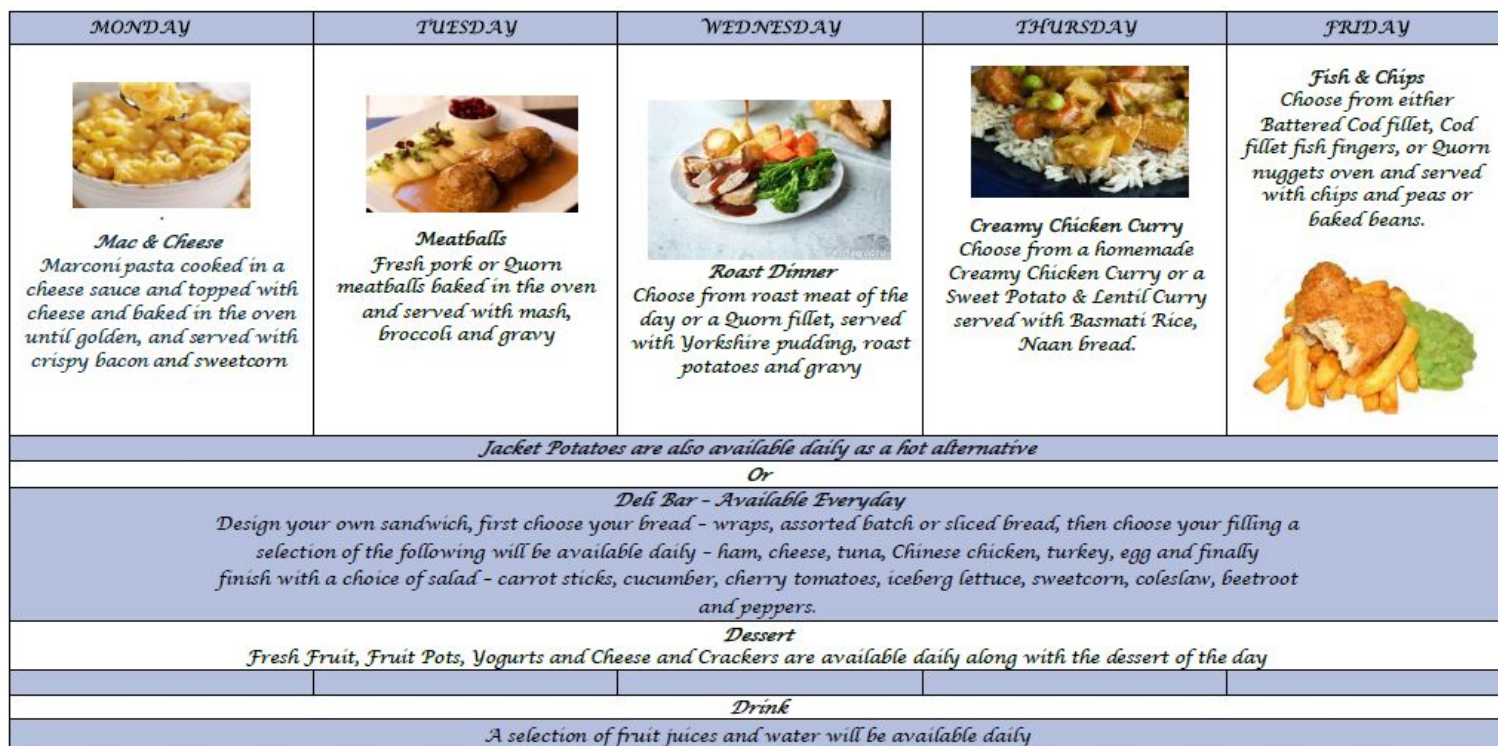 MONDAY
TUESDAY
WEDNESDAY
THURSDAY
FRIDAY
Mac & Cheese
Marconi pasta cooked in a
cheese sauce and topped with
cheese and baked in the oven
until golden, and served with
crispy bacon and sweetcorn
Meatballs
Fresh pork or Quorn
meatballs baked in the oven
and served with mash,
broccoli and gravy
Roast Dinner
Choose from roast meat of the
day or a Quorn fillet, served
with Yorkshire pudding, roast
potatoes and gravy
Creamy Chicken Curry
Choose from a homemade
Creamy Chicken Curry or a
Sweet Potato & Lentil Curry
served with Basmati Rice,
Naan bread.
Fish & Chips
Choose from either
Battered Cod fillet, Cod
fillet fish fingers, or Quorn
nuggets oven and served
with chips and peas or
baked beans.
Jacket Potatoes are also available daily as a hot alternative
Or
Deli Bar – Available Everyday
Design your own sandwich, first choose your bread – wraps, assorted batch or sliced bread, then choose your filling a
selection of the following will be available daily – ham, cheese, tuna, Chinese chicken, turkey, egg and finally
finish with a choice of salad – carrot sticks, cucumber, cherry tomatoes, iceberg lettuce, sweetcorn, coleslaw, beetroot
and peppers.
Dessert
Fresh Fruit, Fruit Pots, Yogurts and Cheese and Crackers are available daily along with the dessert of the day
Drink
A selection of fruit juices and water will be available daily